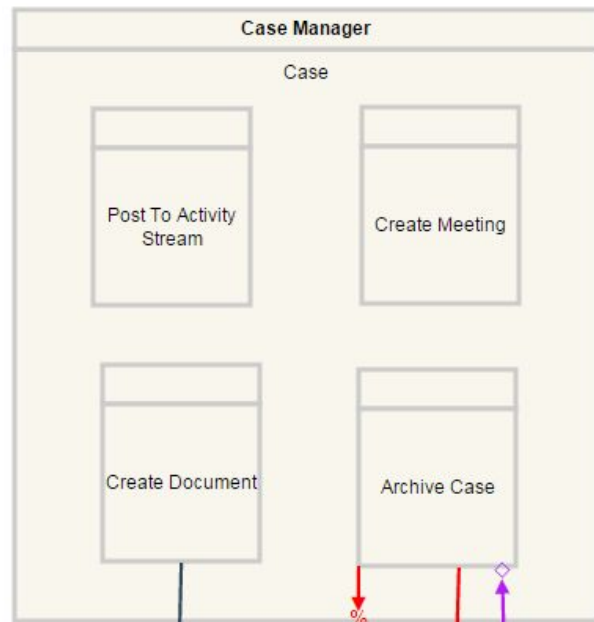 Case Manager
Case
Post To Activity
Stream
Create Meeting
Create Document
Archive Case
%